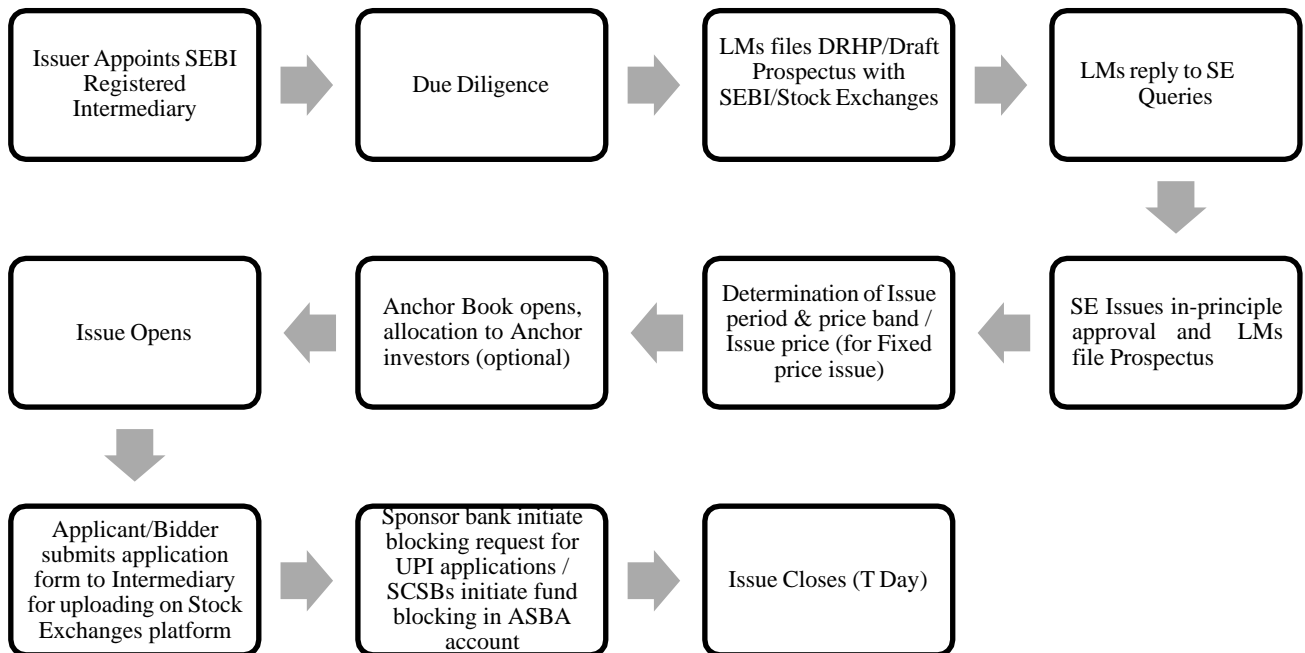 Issuer Appoints SEBI
Registered
Intermediary
Due Diligence
LMs files DRHP/Draft
Prospectus with
SEBI/Stock Exchanges
LMs reply to SE
Queries
SE Issues in-principle
approval and LMs
file Prospectus
Determination of Issue
period & price band /
Issue price (for Fixed
price issue)
Anchor Book opens,
allocation to Anchor
investors (optional)
Issue Opens
Applicant/Bidder
submits application
form to Intermediary
for uploading on Stock
Exchanges platform
Sponsor bank initiate
blocking request for
UPI applications /
SCSBs initiate fund
blocking in ASBA
account
Issue Closes (T Day)